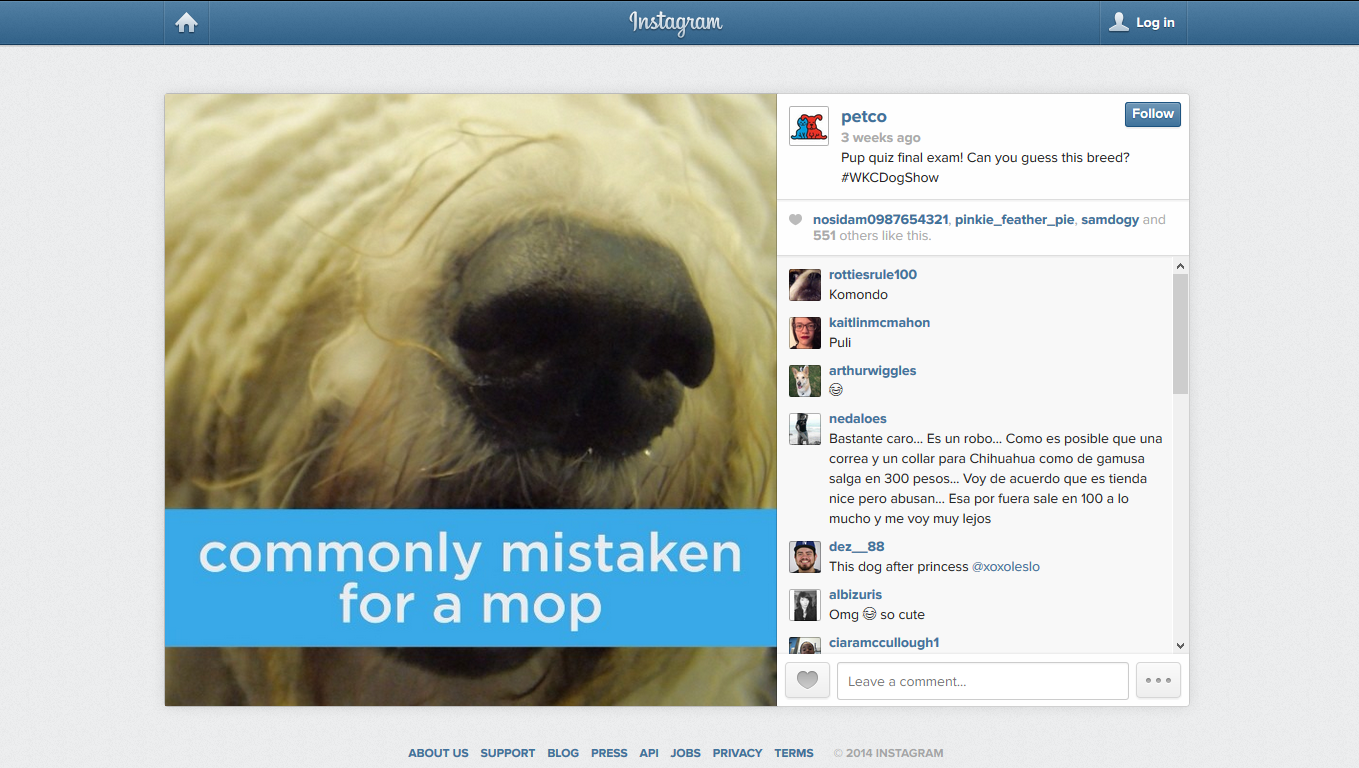 Instagram
Log in
commonly mistaken
for a mop
petco
Follow
3 weeks ago
Pup quiz final exam! Can you guess this breed?
#WKCDogShow
nosidam0987654321, pinkie_feather_pie, samdogy and
551 others like this.
rottiesrule100
Komondo
kaitlinmcmahon
Puli
arthurwiggles
😂
nedaloes
Bastante caro... Es un robo... Como es posible que una
correa y un collar para Chihuahua como de gamusa
salga en 300 pesos... Voy de acuerdo que es tienda
nice pero abusan... Esa por fuera sale en 100 a lo
mucho y me voy muy lejos
dez__88
This dog after princess @xoxoleslo
albizuris
Omg 😂 so cute
ciaramccullough1
Leave a comment...
ABOUT US SUPPORT BLOG PRESS API JOBS PRIVACY TERMS © 2014 INSTAGRAM